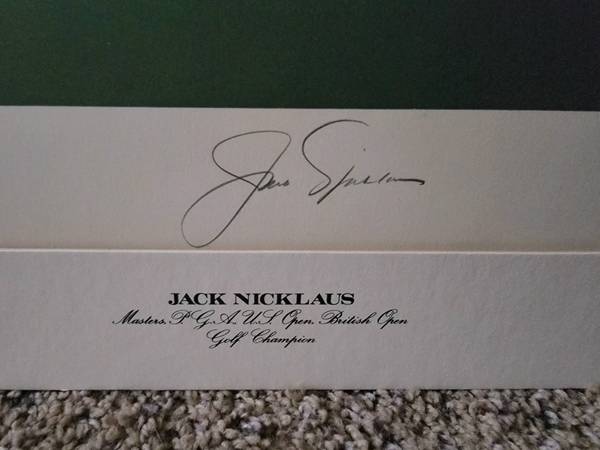 JACK NICKLAUS
Masters, P.G.A., U.S. Open, British Open
Golf Champion